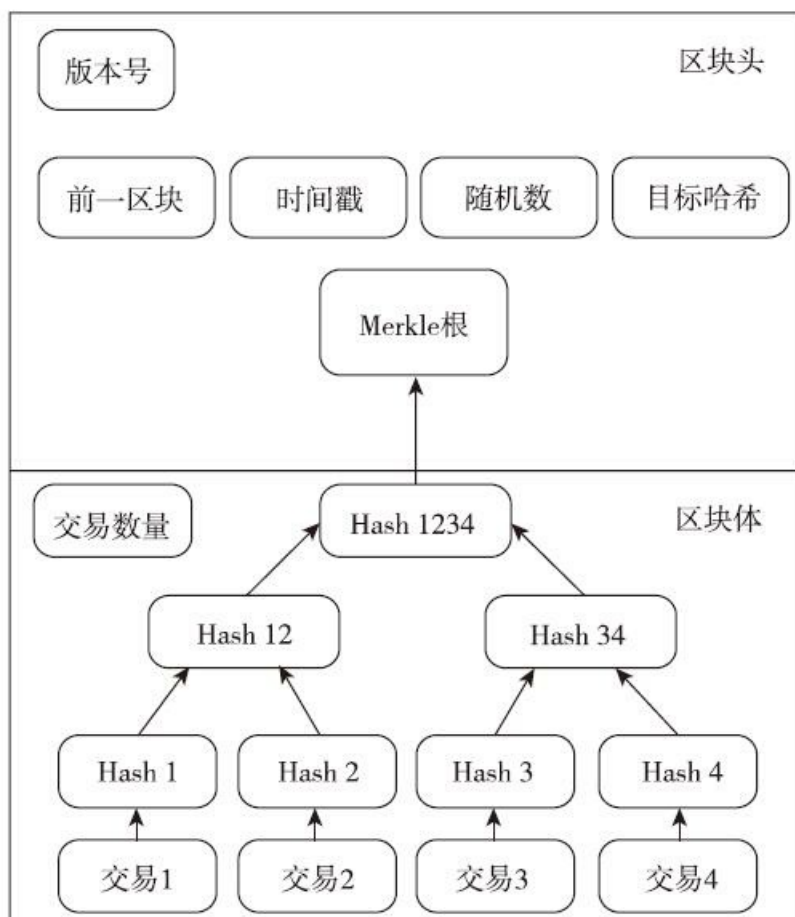 版本号
区块头
前一区块
时间戳
随机数
目标哈希
Merkle根
交易数量
Hash 1234
区块体
Hash 12
Hash 34
Hash 1
Hash 2
Hash 3
Hash 4
交易1
交易2
交易3
交易4